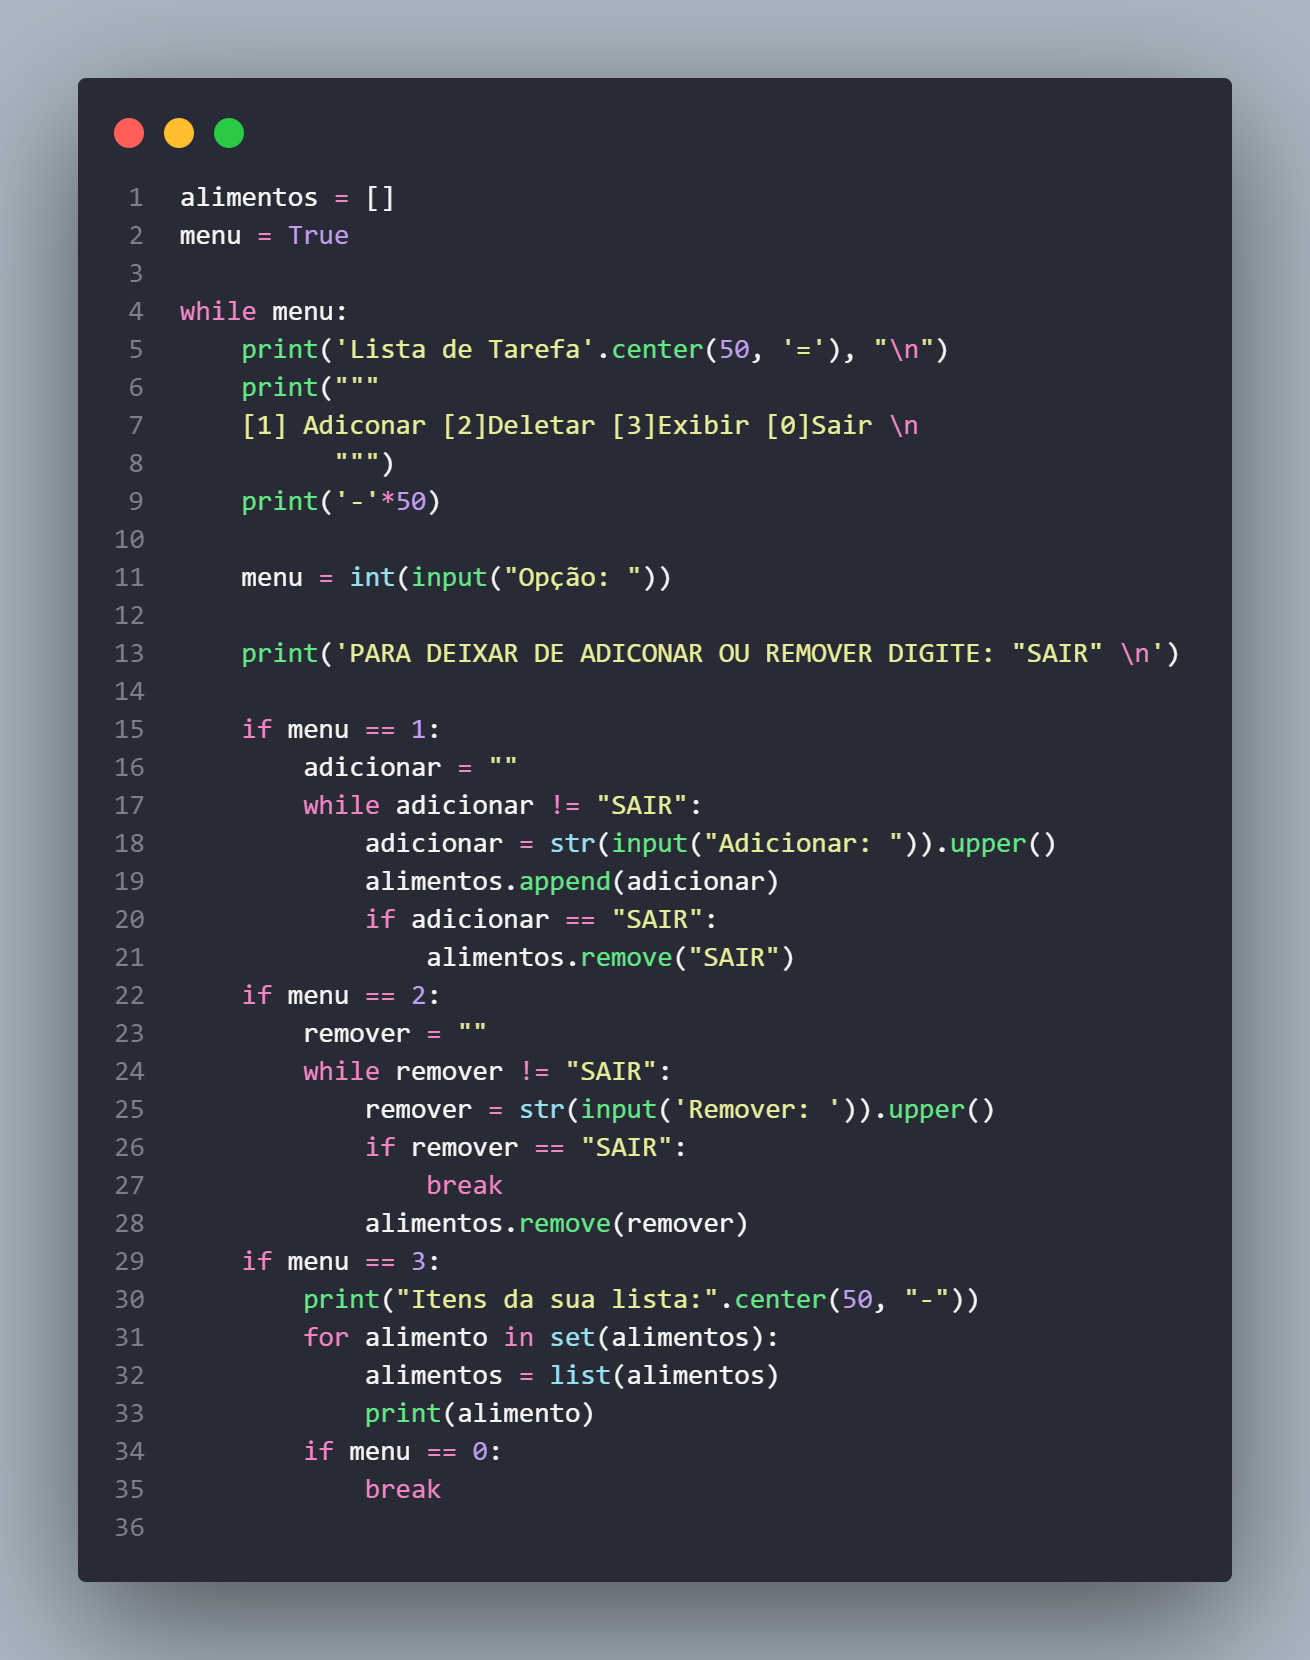 1 alimentos = []
2 menu = True
3
4 while menu:
5     print('Lista de Tarefa'.center(50, '='), "\n")
6     print("""
7     [1] Adiconar [2]Deletar [3]Exibir [0]Sair \n
8           """)
9     print('-'*50)
10
11     menu = int(input("Opção: "))
12
13     print('PARA DEIXAR DE ADICONAR OU REMOVER DIGITE: "SAIR" \n')
14
15     if menu == 1:
16         adicionar = ""
17         while adicionar != "SAIR":
18             adicionar = str(input("Adicionar: ")).upper()
19             alimentos.append(adicionar)
20             if adicionar == "SAIR":
21                 alimentos.remove("SAIR")
22     if menu == 2:
23         remover = ""
24         while remover != "SAIR":
25             remover = str(input('Remover: ')).upper()
26             if remover == "SAIR":
27                 break
28             alimentos.remove(remover)
29     if menu == 3:
30         print("Itens da sua lista:".center(50, "-"))
31         for alimento in set(alimentos):
32             alimentos = list(alimentos)
33             print(alimento)
34         if menu == 0:
35             break
36